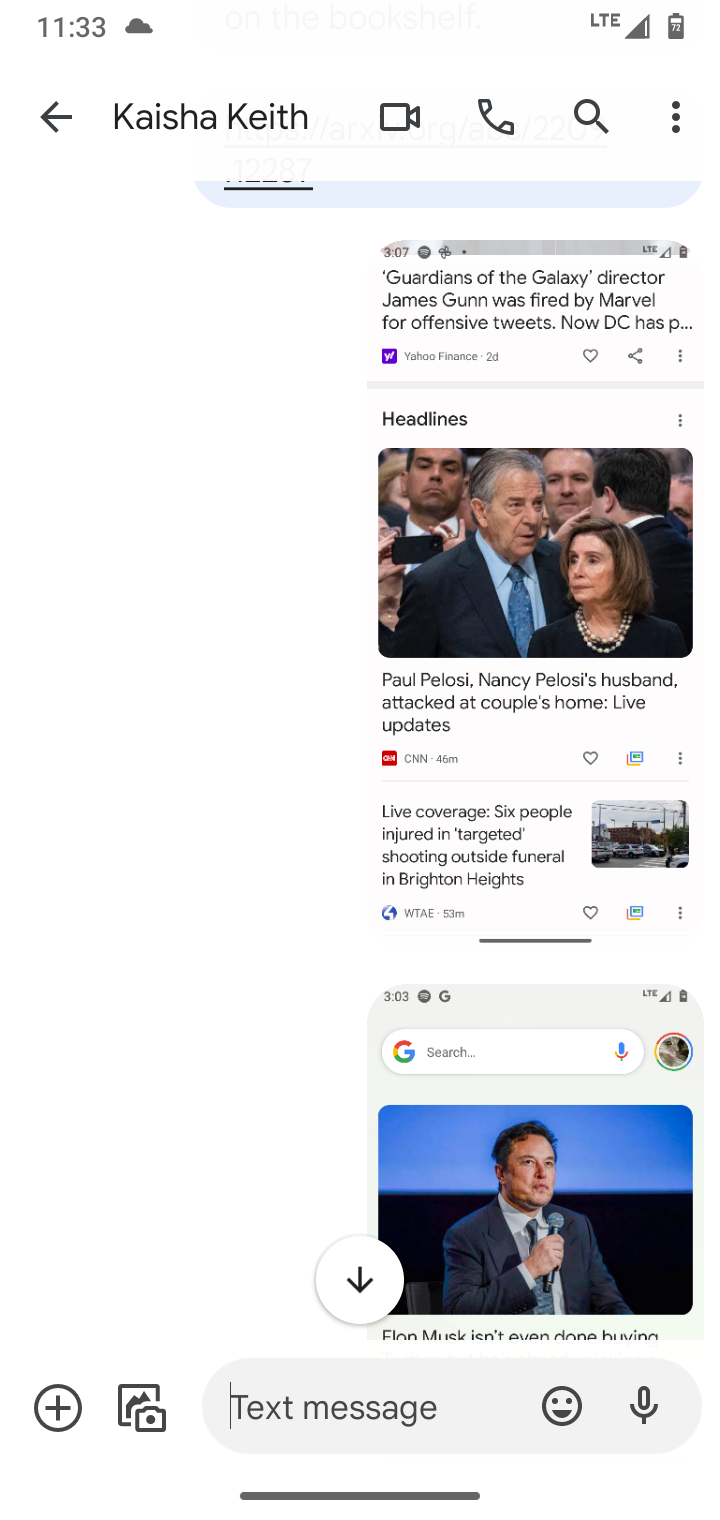 11:33
LTE
72
on the bookshelf.
Kaisha Keith
https://arxiv.org/abs/2209
.12287
3:07
LTE
‘Guardians of the Galaxy’ director
James Gunn was fired by Marvel
for offensive tweets. Now DC has p...
Yahoo Finance · 2d
Headlines
Paul Pelosi, Nancy Pelosi's husband,
attacked at couple's home: Live
updates
CNN · 46m
Live coverage: Six people
injured in 'targeted'
shooting outside funeral
in Brighton Heights
WTAE · 53m
3:03
LTE
Search...
Elon Musk isn’t even done buying
Text message